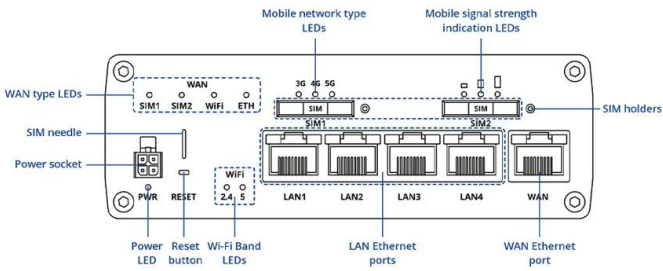 Mobile network type
LEDs
Mobile signal strength
indication LEDs
WAN type LEDs
WAN
SIM1 SIM2 WiFi ETH
3G 4G 5G
SIM
SIM1
SIM
SIM2
SIM holders
SIM needle
Power socket
WiFi
2.4 5
PWR RESET
LAN1 LAN2 LAN3 LAN4 WAN
Power
LED
Reset
button
Wi-Fi Band
LEDs
LAN Ethernet
ports
WAN Ethernet
port